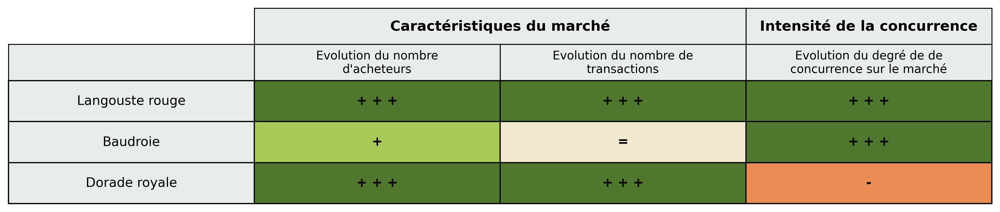 Caractéristiques du marché
Intensité de la concurrence
Evolution du nombre
d'acheteurs
Evolution du nombre de
transactions
Evolution du degré de de
concurrence sur le marché
Langouste rouge
+ + +
+ + +
+ + +
Baudroie
+
=
+ + +
Dorade royale
+ + +
+ + +
-